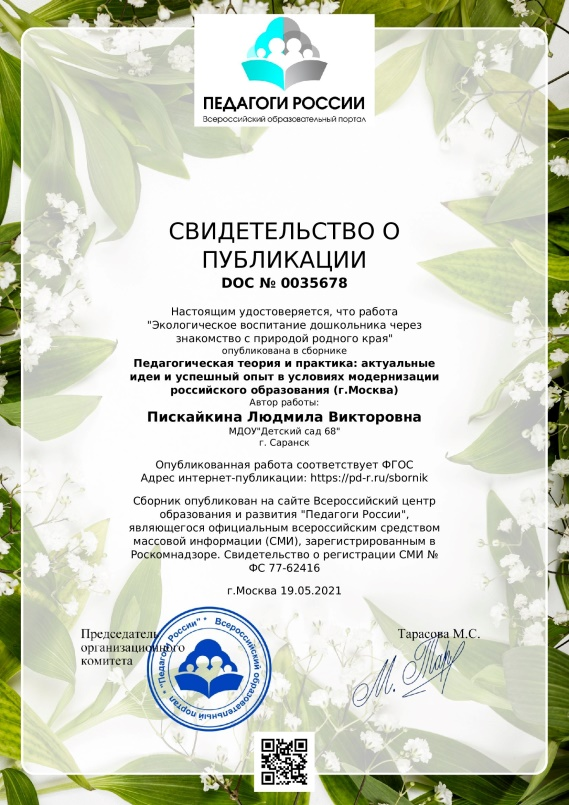 ПЕДАГОГИ РОССИИ
Всероссийский образовательный портал
СВИДЕТЕЛЬСТВО О
ПУБЛИКАЦИИ
DOC № 0035678
Настоящим удостоверяется, что работа
"Экологическое воспитание дошкольника через
знакомство с природой родного края"
опубликована в сборнике
Педагогическая теория и практика: актуальные
идеи и успешный опыт в условиях модернизации
российского образования (г.Москва)
Автор работы:
Пискайкина Людмила Викторовна
МДОУ"Детский сад 68"
г. Саранск
Опубликованная работа соответствует ФГОС
Адрес интернет-публикации: https://pd-r.ru/sbornik
Сборник опубликован на сайте Всероссийский центр
образования и развития "Педагоги России",
являющегося официальным всероссийским средством
массовой информации (СМИ), зарегистрированным в
Роскомнадзоре. Свидетельство о регистрации СМИ №
ФС 77-62416
г.Москва 19.05.2021
Председатель
организационного
комитета
Тарасова М.С.
"Педагоги России" * Всероссийский образовательный портал *
М. Тар